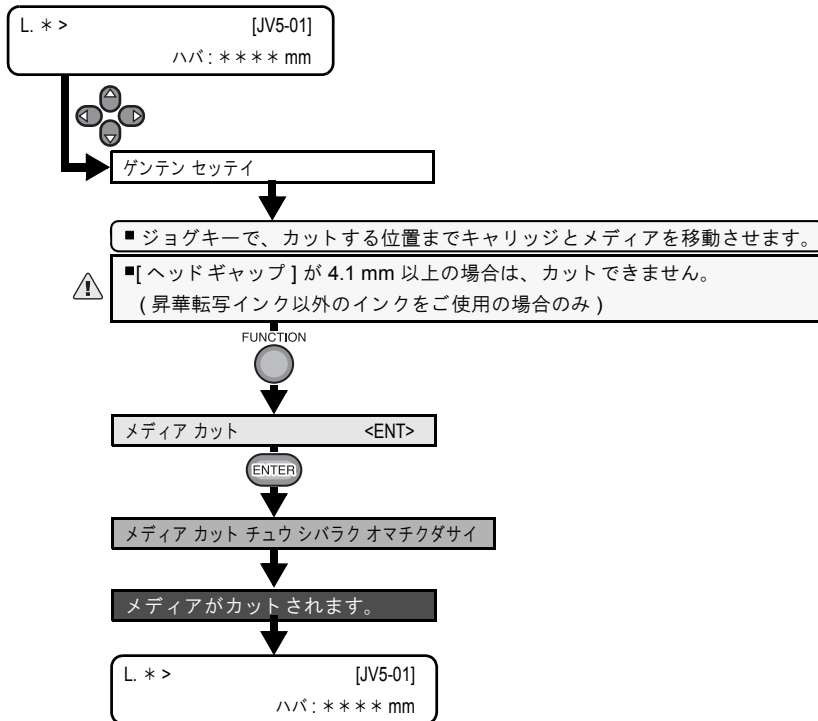 L. ＊ > [JV5-01]
ハバ : ＊＊＊＊ mm
ゲンテン セッテイ
■ ジョグキーで、カットする位置までキャリッジとメディアを移動させます。
■[ ヘッドギャップ ] が 4.1 mm 以上の場合は、カットできません。
( 昇華転写インク以外のインクをご使用の場合のみ )
FUNCTION
メディア カット <ENT>
ENTER
メディア カット チュウ シバラク オマチクダサイ
メディアがカットされます。
L. ＊ > [JV5-01]
ハバ : ＊＊＊＊ mm